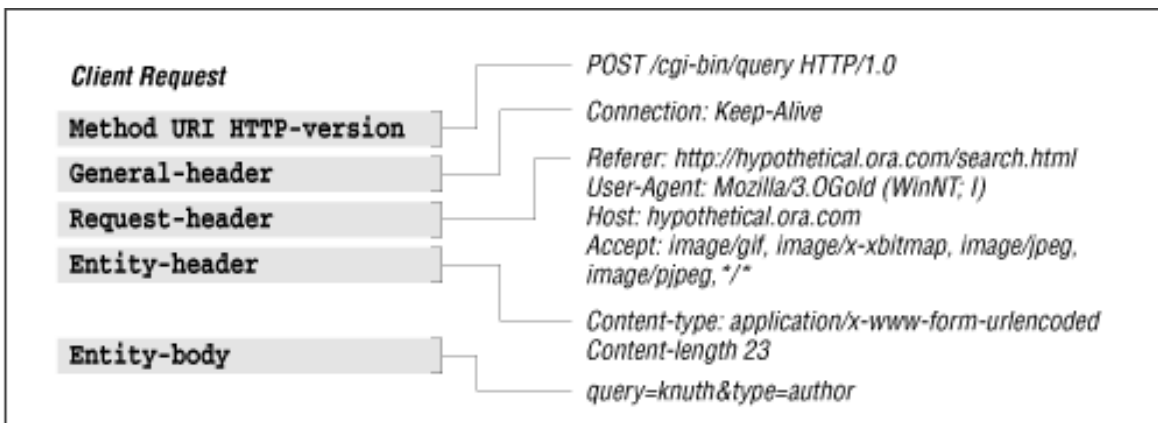 Client Request
Method URI HTTP-version
General-header
Request-header
Entity-header
Entity-body
POST /cgi-bin/query HTTP/1.0
Connection: Keep-Alive
Referer: http://hypothetical.ora.com/search.html
User-Agent: Mozilla/3.OGold (WinNT; I)
Host: hypothetical.ora.com
Accept: image/gif, image/x-xbitmap, image/jpeg,
image/pjpeg,*/*
Content-type: application/x-www-form-urlencoded
Content-length 23
query=knuth&type=author